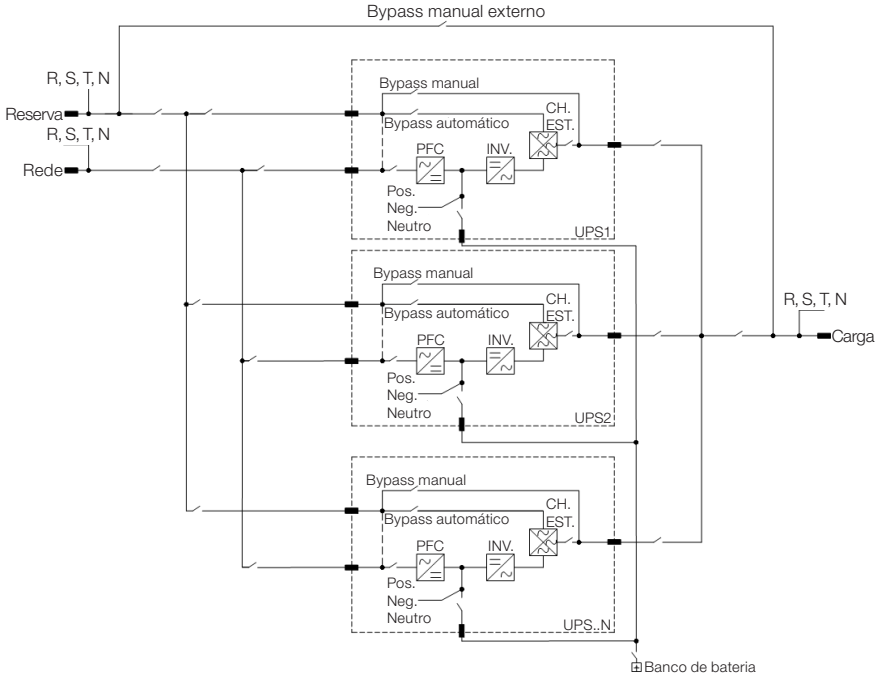 Bypass manual externo
R, S, T, N
Reserva
R, S, T, N
Rede
Bypass manual
CH.
EST.
Bypass automático
PFC
INV.
Pos.
Neg.
Neutro
UPS1
Bypass manual
CH.
EST.
Bypass automático
PFC
INV.
Pos.
Neg.
Neutro
UPS2
R, S, T, N
Carga
Bypass manual
CH.
EST.
Bypass automático
PFC
INV.
Pos.
Neg.
Neutro
UPS..N
Banco de bateria